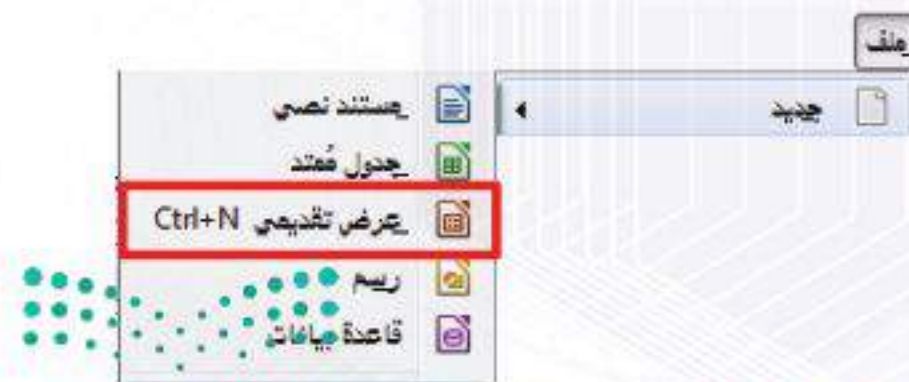 ملف
جديد
مستند نصي
جدول مُمتد
عرض تقديمي Ctrl+N
رسم
قاعدة بيانات